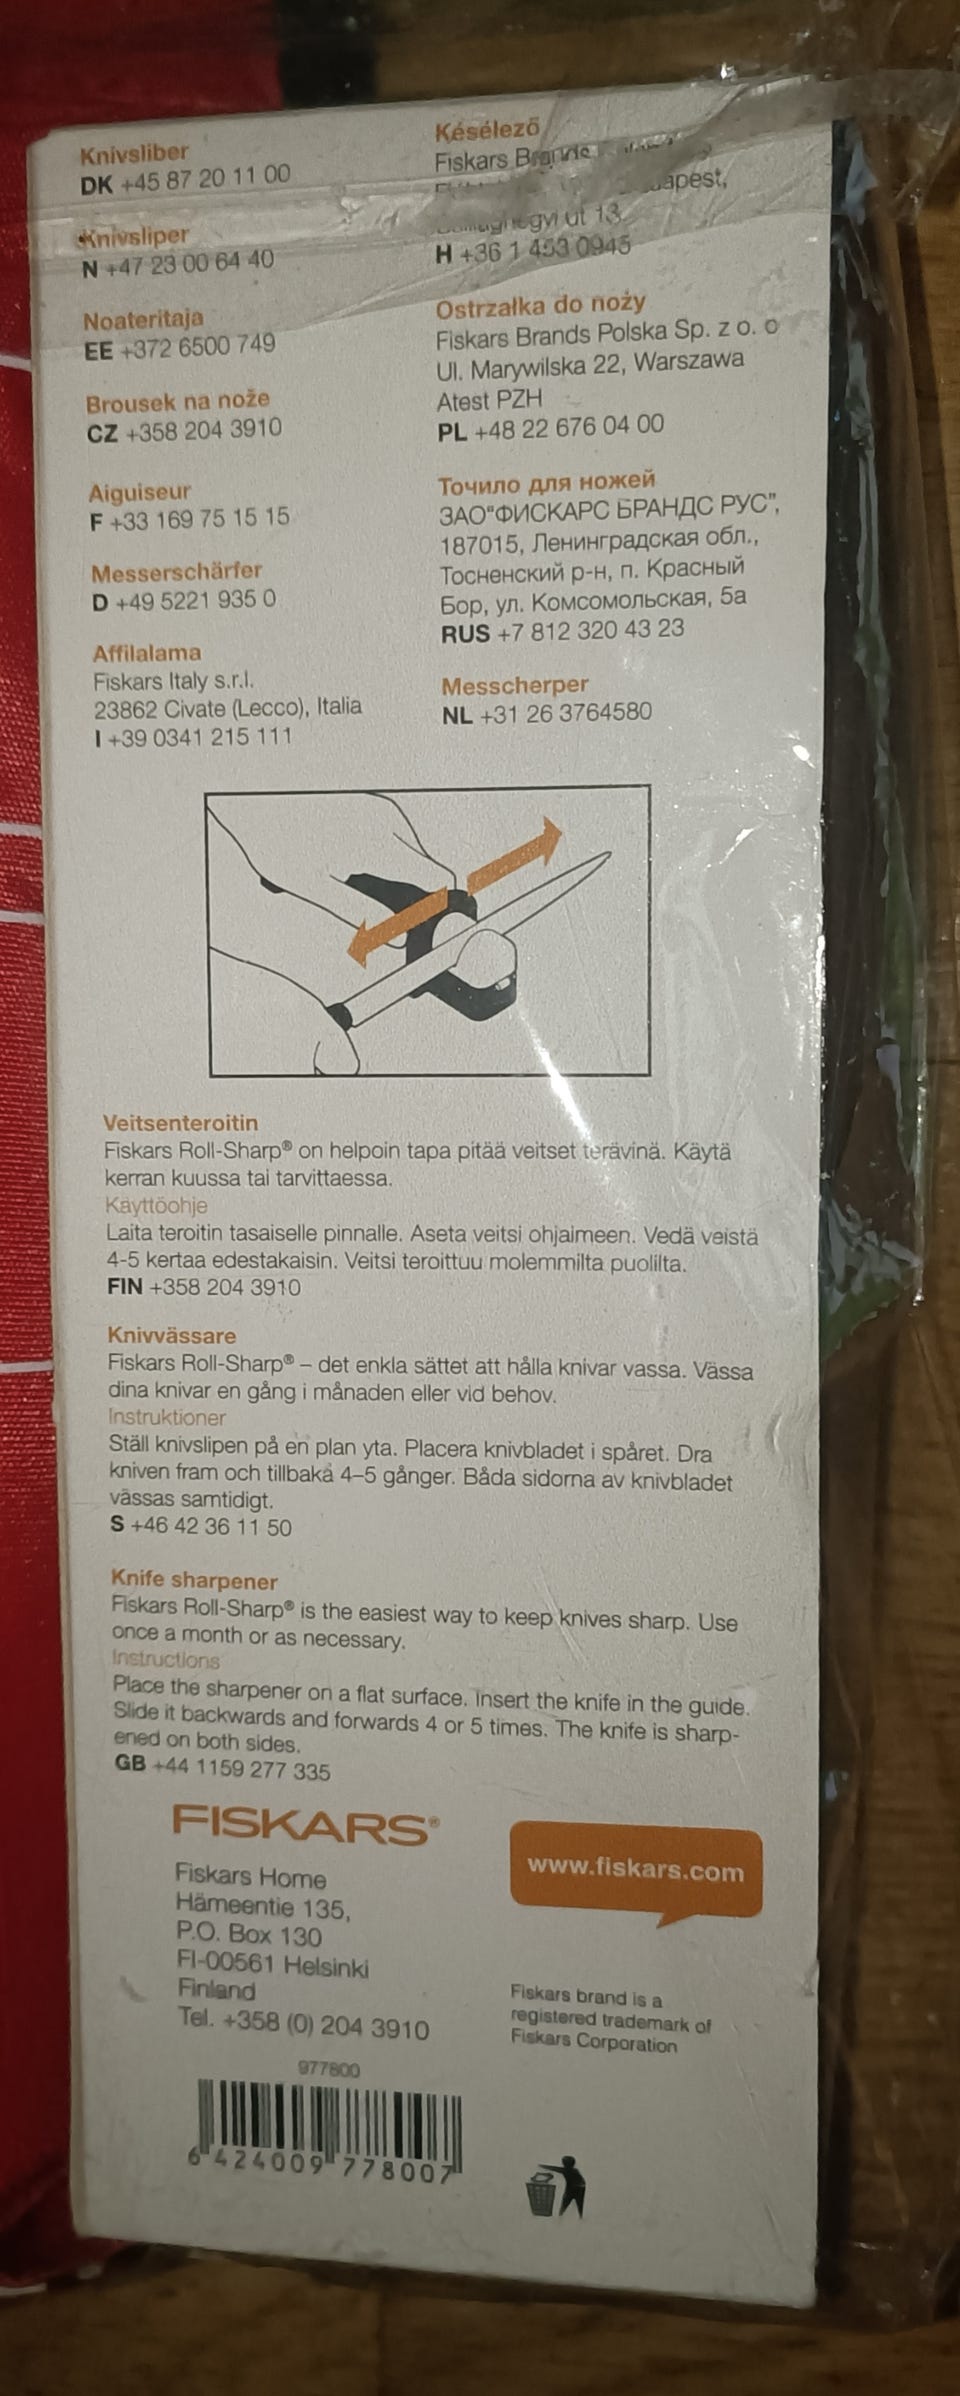 Knivsliber
DK +45 87 20 11 00
Knivsliper
N +47 23 00 64 40
Noateritaja
EE +372 6500 749
Brousek na nože
CZ +358 204 3910
Aiguiseur
F +33 169 75 15 15
Messerschärfer
D +49 5221 935 0
Affilalama
Fiskars Italy s.r.l.
23862 Civate (Lecco), Italia
I +39 0341 215 111
Késélező
Fiskars Brands
út 13
H +36 1 453 0945
Ostrzałka do noży
Fiskars Brands Polska Sp. z o. o
Ul. Marywilska 22, Warszawa
Atest PZH
PL +48 22 676 04 00
Точило для ножей
ЗАО"ФИСКАРС БРАНДС РУС",
187015, Ленинградская обл.,
Тосненский р-н, п. Красный
Бор, ул. Комсомольская, 5а
RUS +7 812 320 43 23
Messcherper
NL +31 26 3764580
Veitsenteroitin
Fiskars Roll-Sharp® on helpoin tapa pitää veitset terävinä. Käytä
kerran kuussa tai tarvittaessa.
Käyttöohje
Laita teroitin tasaiselle pinnalle. Aseta veitsi ohjaimeen. Vedä veistä
4-5 kertaa edestakaisin. Veitsi teroittuu molemmilta puolilta.
FIN +358 204 3910
Knivvässare
Fiskars Roll-Sharp® – det enkla sättet att hålla knivar vassa. Vässa
dina knivar en gång i månaden eller vid behov.
Instruktioner
Ställ knivslipen på en plan yta. Placera knivbladet i spåret. Dra
kniven fram och tillbaka 4–5 gånger. Båda sidorna av knivbladet
vässas samtidigt.
S +46 42 36 11 50
Knife sharpener
Fiskars Roll-Sharp® is the easiest way to keep knives sharp. Use
once a month or as necessary.
Instructions
Place the sharpener on a flat surface. Insert the knife in the guide.
Slide it backwards and forwards 4 or 5 times. The knife is sharp-
ened on both sides.
GB +44 1159 277 335
FISKARS®
Fiskars Home
Hämeentie 135,
P.O. Box 130
FI-00561 Helsinki
Finland
Tel. +358 (0) 204 3910
www.fiskars.com
Fiskars brand is a
registered trademark of
Fiskars Corporation
977800
6 424009 778007